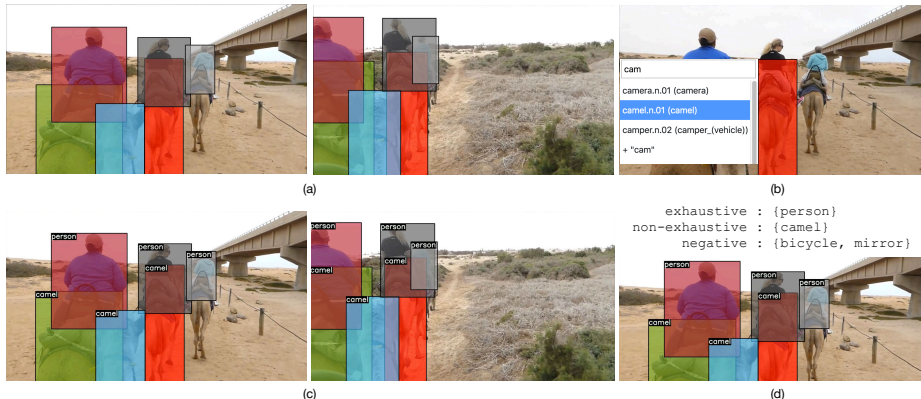 cam
camera.n.01 (camera)
camel.n.01 (camel)
camper.n.02 (camper_(vehicle))
+ "cam"
(a)
(b)
person
person
person
camel
camel
camel
person
person
person
camel
camel
camel
(c)
exhaustive : {person}
non-exhaustive : {camel}
negative : {bicycle, mirror}
person
person
person
camel
camel
camel
(d)